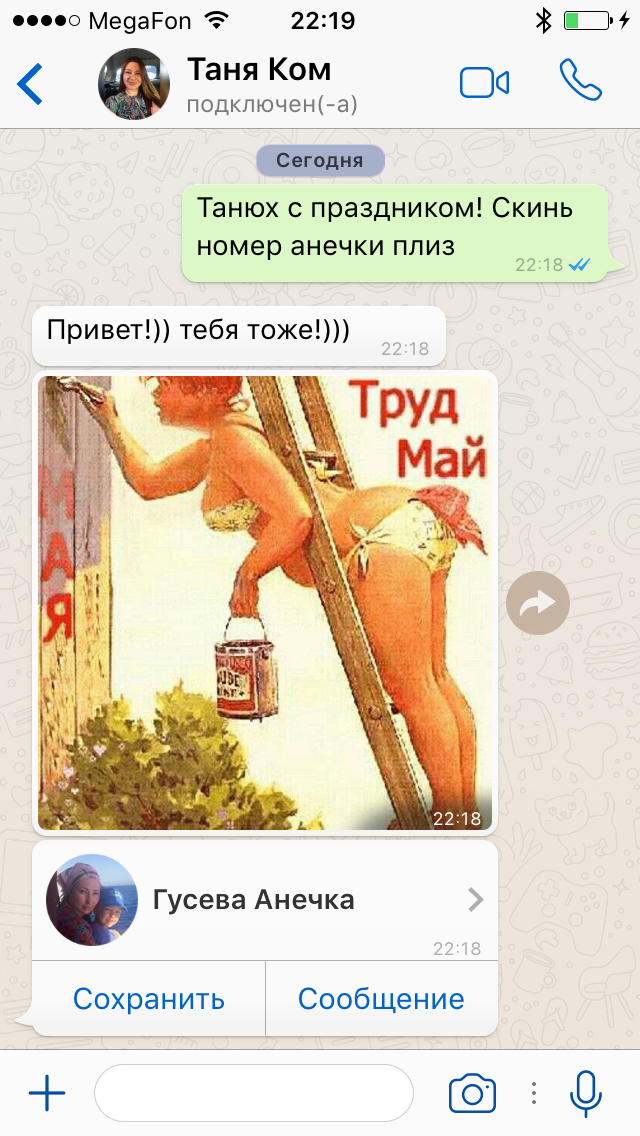 MegaFon 22:19
Таня Ком
подключен(-а)
Сегодня
Танюх с праздником! Скинь
номер анечки плиз
22:18
Привет!)) тебя тоже!)))
22:18
Труд
Май
МАЯ
22:18
Гусева Анечка
22:18
Сохранить
Сообщение